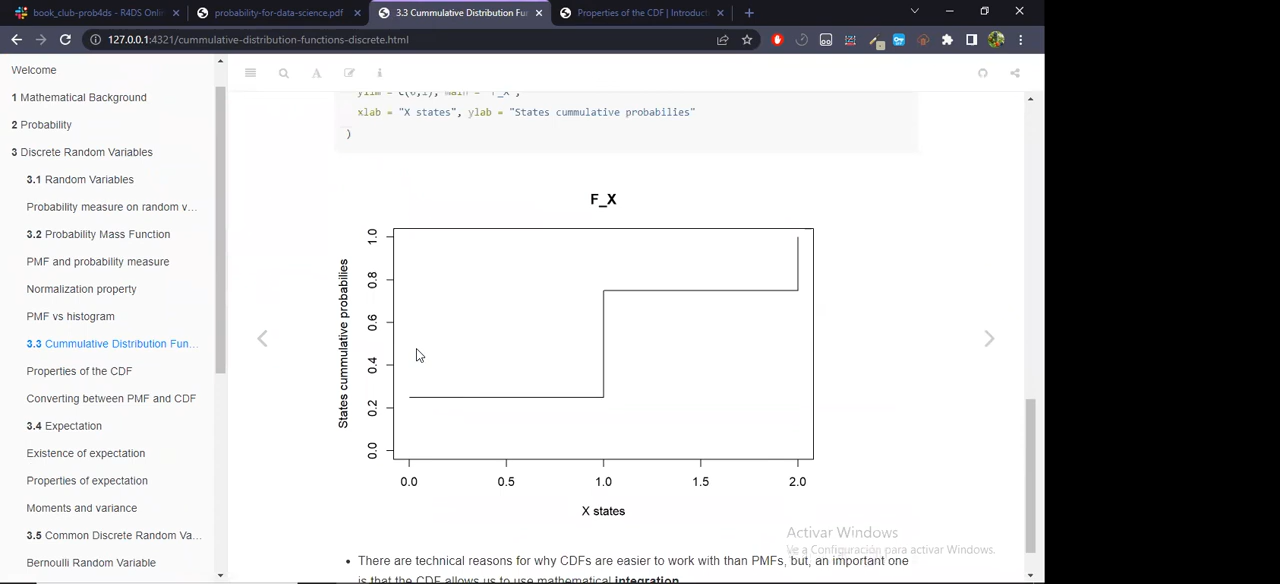 book_club-prob4ds - R4DS Onlin
probability-for-data-science.pdf
3.3 Cummulative Distribution Fu
Properties of the CDF | Introduct
127.0.0.1:4321/cummulative-distribution-functions-discrete.html
Welcome
1 Mathematical Background
2 Probability
3 Discrete Random Variables
3.1 Random Variables
Probability measure on random v...
3.2 Probability Mass Function
PMF and probability measure
Normalization property
PMF vs histogram
3.3 Cummulative Distribution Fun...
Properties of the CDF
Converting between PMF and CDF
3.4 Expectation
Existence of expectation
Properties of expectation
Moments and variance
3.5 Common Discrete Random Va...
Bernoulli Random Variable
ylim = c(0,1), main = "F_X",
xlab = "X states", ylab = "States cummulative probabilies"
)
F_X
States cummulative probabilies
1.0
0.8
0.6
0.4
0.2
0.0
0.0 0.5 1.0 1.5 2.0
X states
Activar Windows
Ve a Configuración para activar Windows.
• There are technical reasons for why CDFs are easier to work with than PMFs, but, an important one
is that the CDF allows us to use mathematical integration